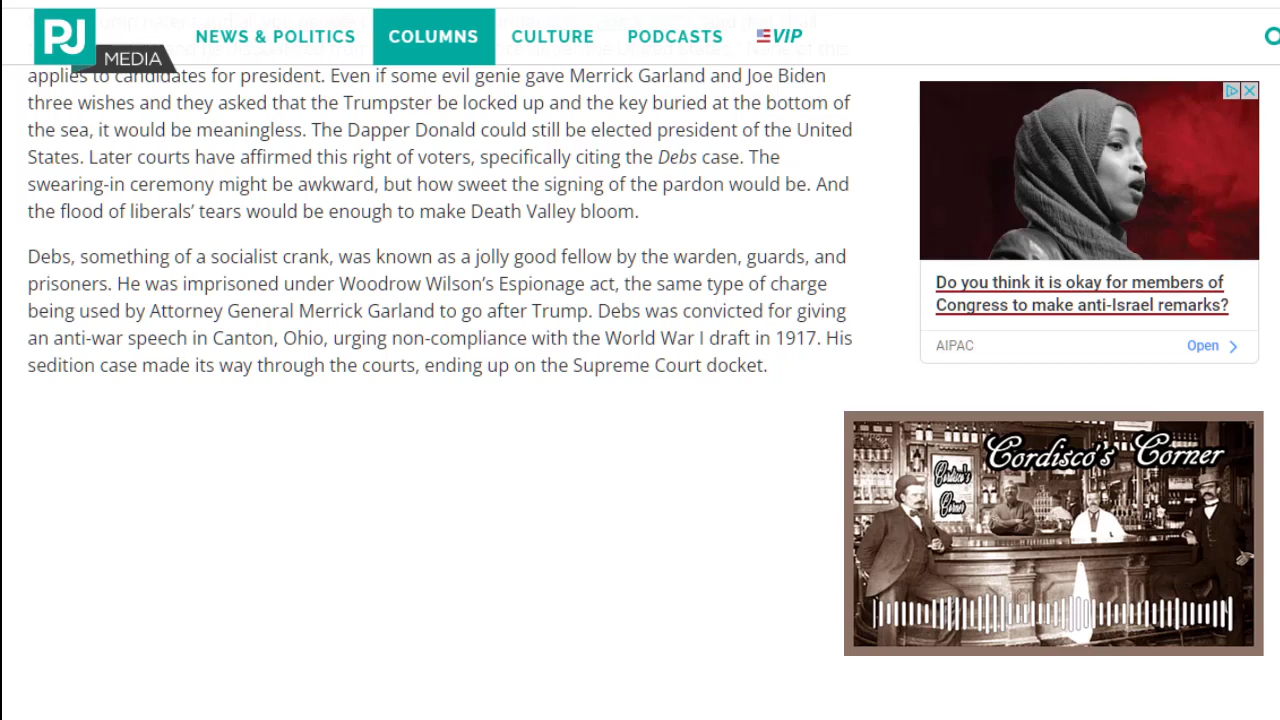 PJ MEDIA
NEWS & POLITICS COLUMNS CULTURE PODCASTS VIP
applies to candidates for president. Even if some evil genie gave Merrick Garland and Joe Biden
three wishes and they asked that the Trumpster be locked up and the key buried at the bottom of
the sea, it would be meaningless. The Dapper Donald could still be elected president of the United
States. Later courts have affirmed this right of voters, specifically citing the Debs case. The
swearing-in ceremony might be awkward, but how sweet the signing of the pardon would be. And
the flood of liberals’ tears would be enough to make Death Valley bloom.
Debs, something of a socialist crank, was known as a jolly good fellow by the warden, guards, and
prisoners. He was imprisoned under Woodrow Wilson’s Espionage act, the same type of charge
being used by Attorney General Merrick Garland to go after Trump. Debs was convicted for giving
an anti-war speech in Canton, Ohio, urging non-compliance with the World War I draft in 1917. His
sedition case made its way through the courts, ending up on the Supreme Court docket.
Do you think it is okay for members of
Congress to make anti-Israel remarks?
AIPAC
Open
Cordisco's Corner
Cordisco's
Corner